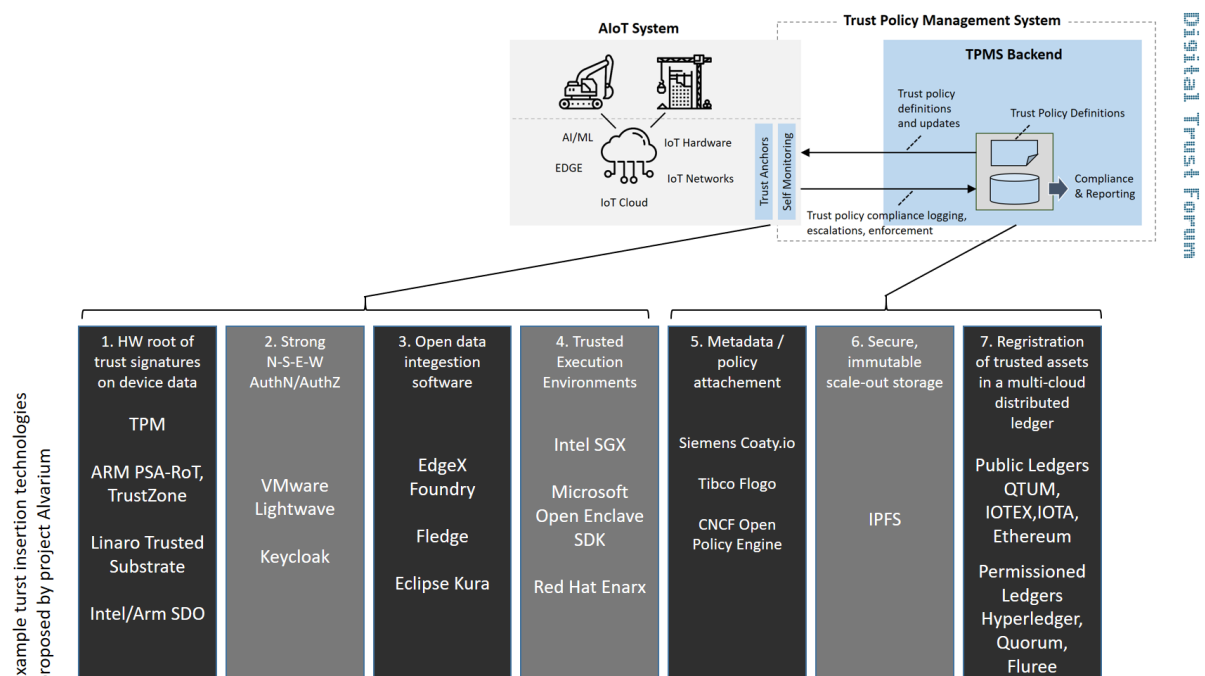 AIoT System
Trust Policy Management System
TPMS Backend
Trust policy
definitions
and updates
Trust Policy Definitions
AI/ML
IoT Hardware
EDGE
IoT Networks
IoT Cloud
Trust Anchors
Self Monitoring
Compliance
& Reporting
Trust policy compliance logging,
escalations, enforcement
Digital Trust Forum
1. HW root of
trust signatures
on device data
TPM
ARM PSA-RoT,
TrustZone
Linaro Trusted
Substrate
Intel/Arm SDO
2. Strong
N-S-E-W
AuthN/AuthZ
VMware
Lightwave
Keycloak
3. Open data
integestion
software
EdgeX
Foundry
Fledge
Eclipse Kura
4. Trusted
Execution
Environments
Intel SGX
Microsoft
Open Enclave
SDK
Red Hat Enarx
5. Metadata /
policy
attachement
Siemens Coaty.io
Tibco Flogo
CNCF Open
Policy Engine
6. Secure,
immutable
scale-out storage
IPFS
7. Regristration
of trusted assets
in a multi-cloud
distributed
ledger
Public Ledgers
QTUM,
IOTEX,IOTA,
Ethereum
Permissioned
Ledgers
Hyperledger,
Quorum,
Fluree
xample turst insertion technologies
roposed by project Alvarium